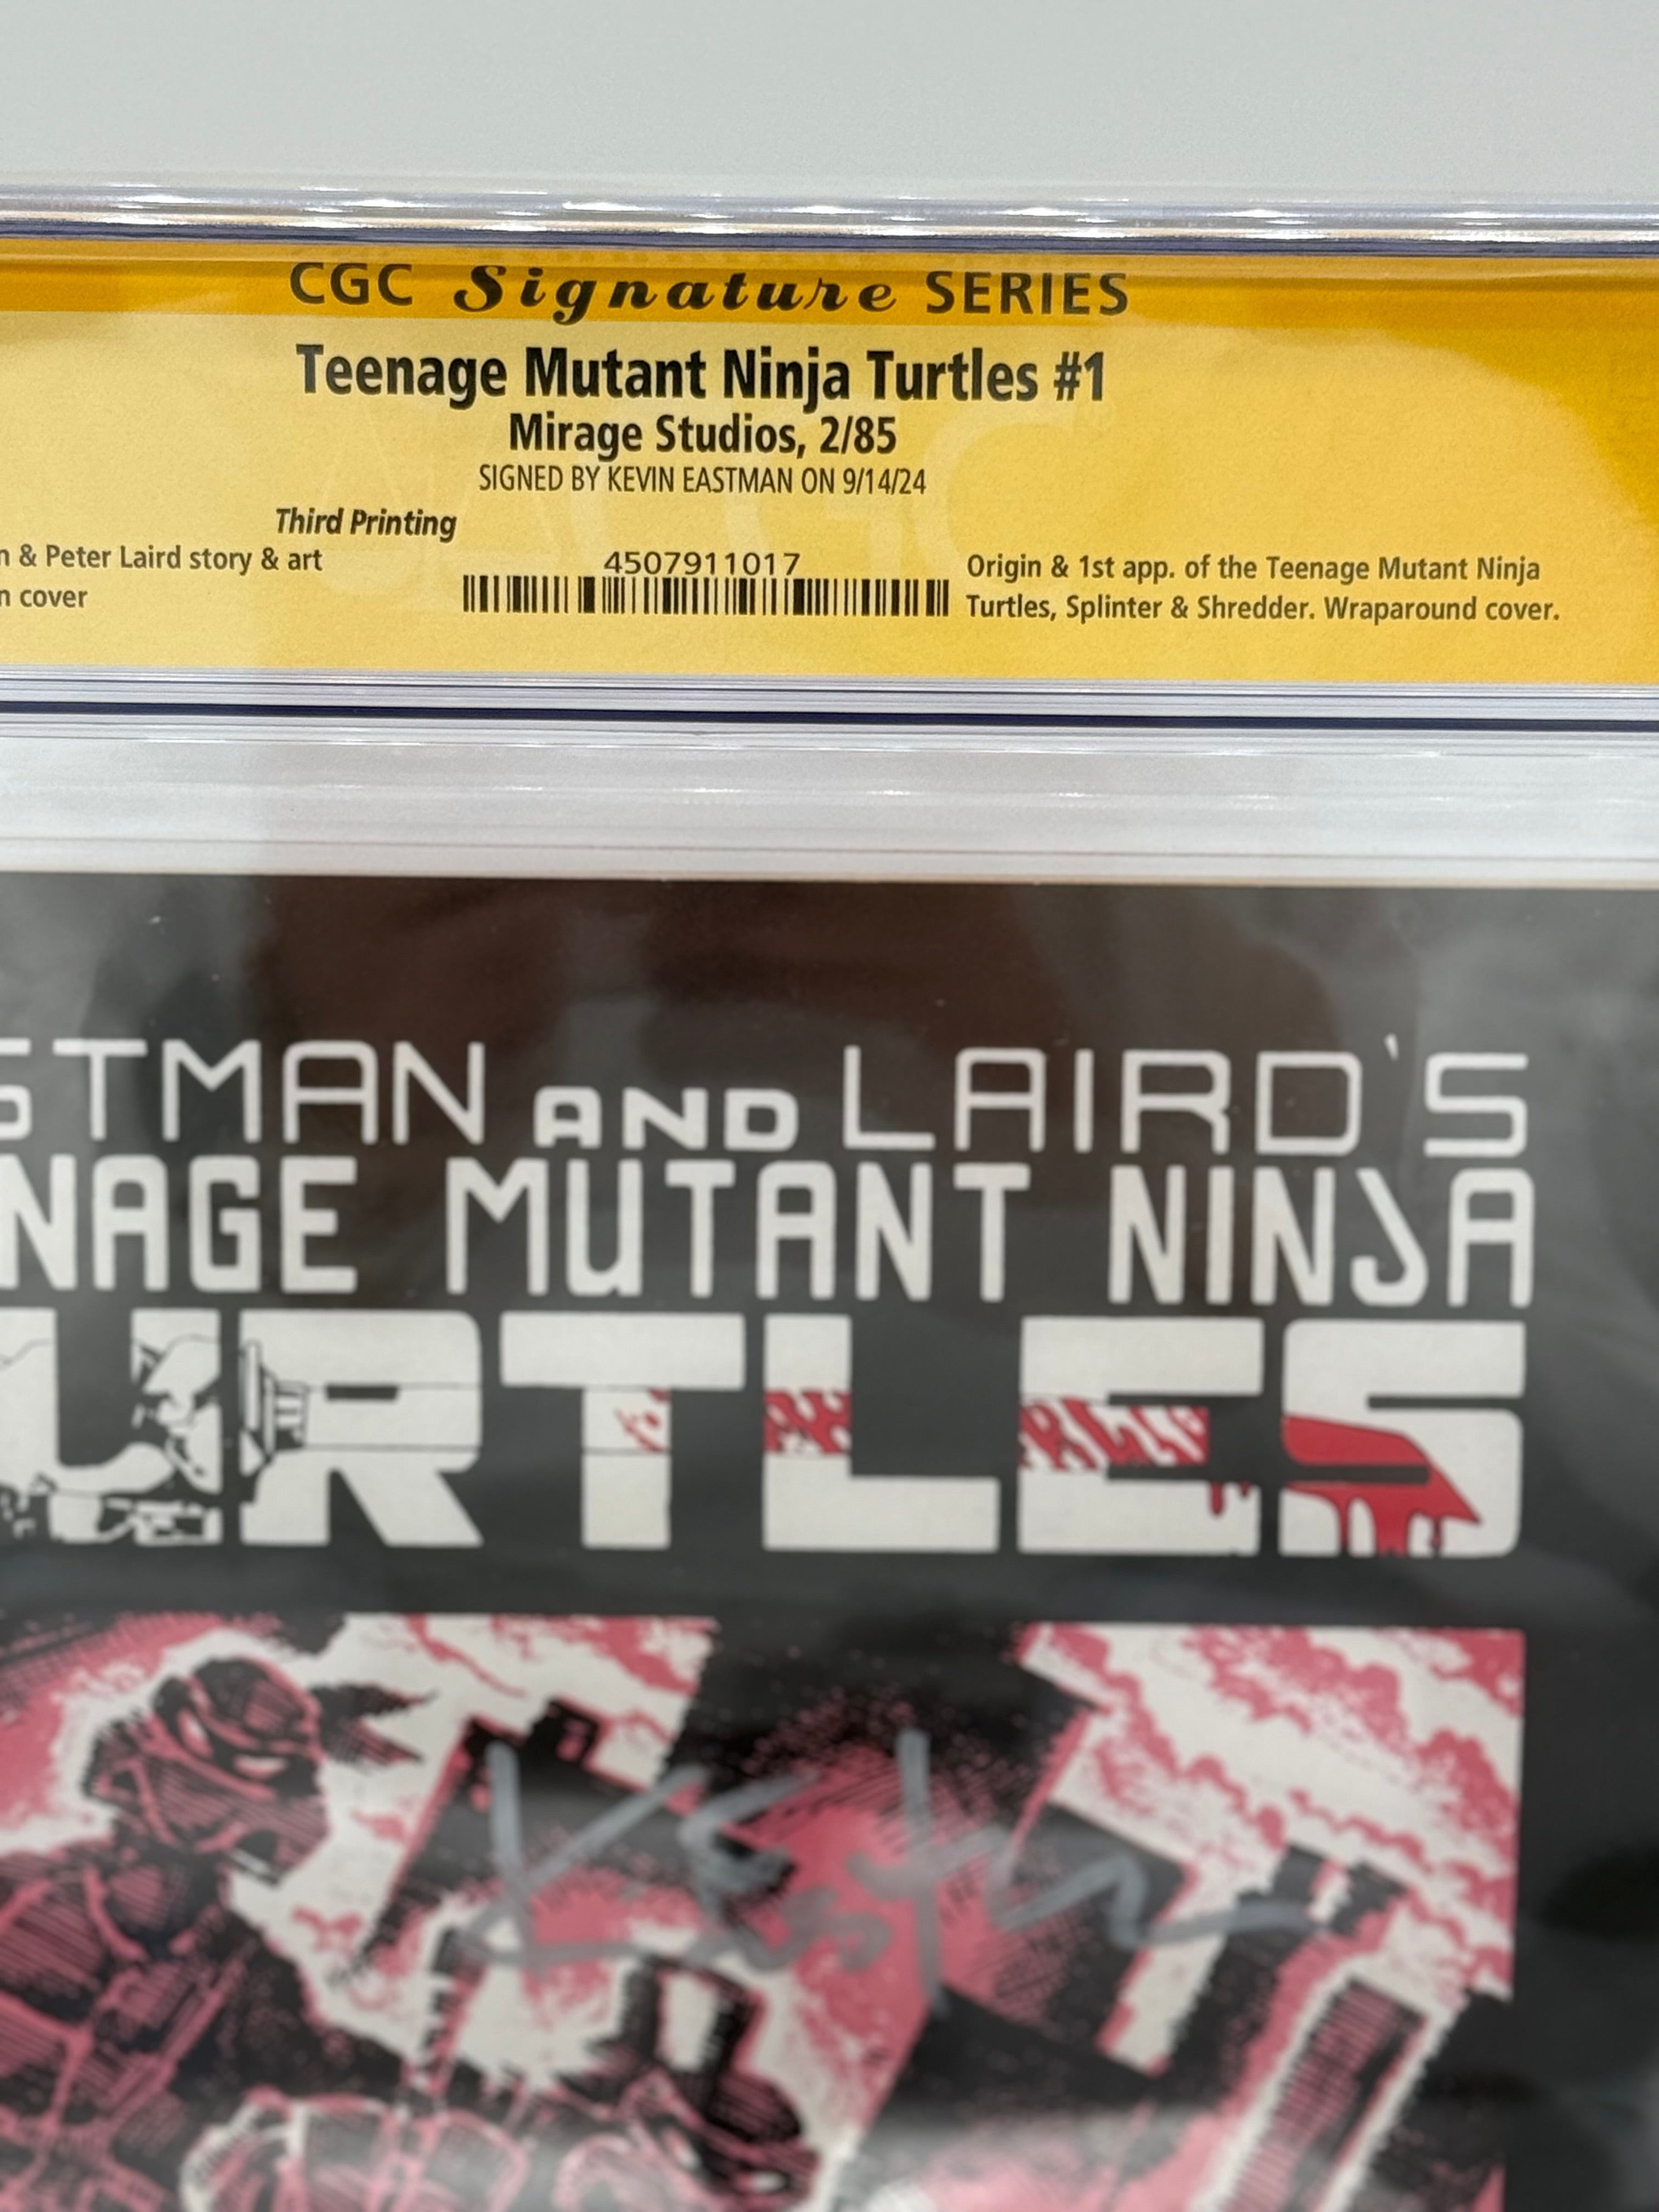 CGC Signature SERIES
Teenage Mutant Ninja Turtles #1
Mirage Studios, 2/85
SIGNED BY KEVIN EASTMAN ON 9/14/24
Third Printing
n & Peter Laird story & art
n cover
4507911017
Origin & 1st app. of the Teenage Mutant Ninja
Turtles, Splinter & Shredder. Wraparound cover.
STMAN AND LAIRD'S
NAGE MUTANT NINJA
URTLES